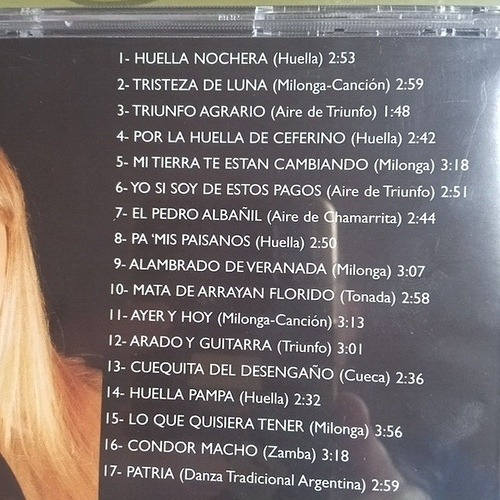 1- HUELLA NOCHERA (Huella) 2:53
2- TRISTEZA DE LUNA (Milonga-Canción) 2:59
3- TRIUNFO AGRARIO (Aire de Triunfo) 1:48
4- POR LA HUELLA DE CEFERINO (Huella) 2:42
5- MI TIERRA TE ESTAN CAMBIANDO (Milonga) 3:18
6- YO SI SOY DE ESTOS PAGOS (Aire de Triunfo) 2:51
7- EL PEDRO ALBAÑIL (Aire de Chamarrita) 2:44
8- PA 'MIS PAISANOS (Huella) 2:50
9- ALAMBRADO DE VERANADA (Milonga) 3:07
10- MATA DE ARRAYAN FLORIDO (Tonada) 2:58
11- AYER Y HOY (Milonga-Canción) 3:13
12- ARADO Y GUITARRA (Triunfo) 3:01
13- CUEQUITA DEL DESENGAÑO (Cueca) 2:36
14- HUELLA PAMPA (Huella) 2:32
15- LO QUE QUISIERA TENER (Milonga) 3:56
16- CONDOR MACHO (Zamba) 3:18
17- PATRIA (Danza Tradicional Argentina) 2:59